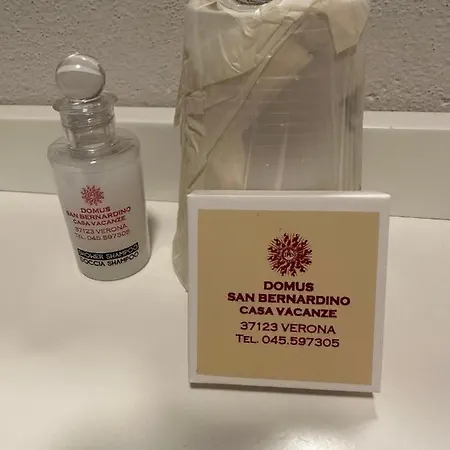 DOMUS
SAN BERNARDINO
CASA VACANZE
37123 VERONA
TEL. 045.597305
SHOWER SHAMPOO
DOCCIA SHAMPOO
DOMUS
SAN BERNARDINO
CASA VACANZE
37123 VERONA
TEL. 045.597305